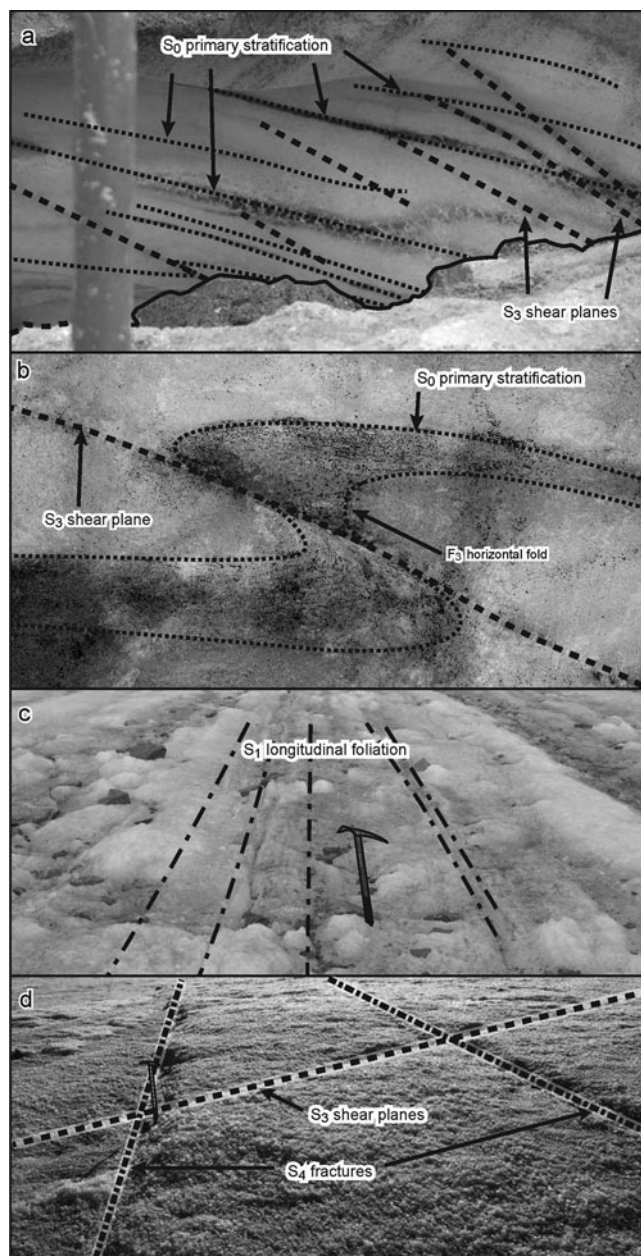 a
S₀ primary stratification
S₃ shear planes
b
S₀ primary stratification
S₃ shear plane
F₃ horizontal fold
c
S₁ longitudinal foliation
d
S₃ shear planes
S₄ fractures